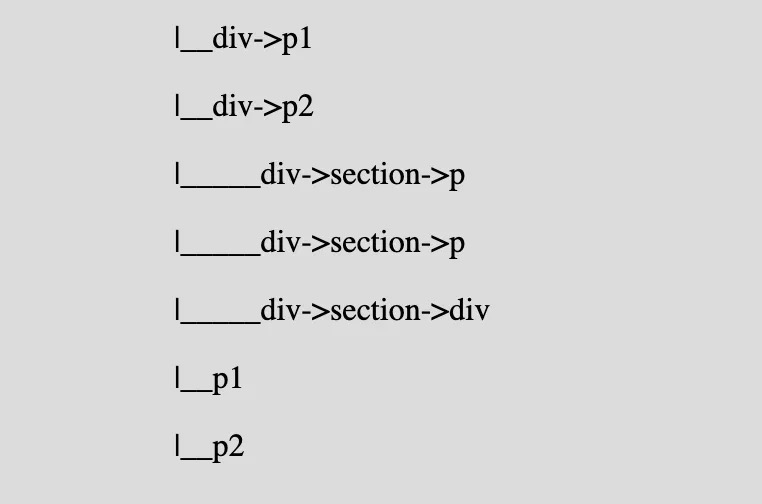 |__div->p1
|__div->p2
|_____div->section->p
|_____div->section->p
|_____div->section->div
|__p1
|__p2